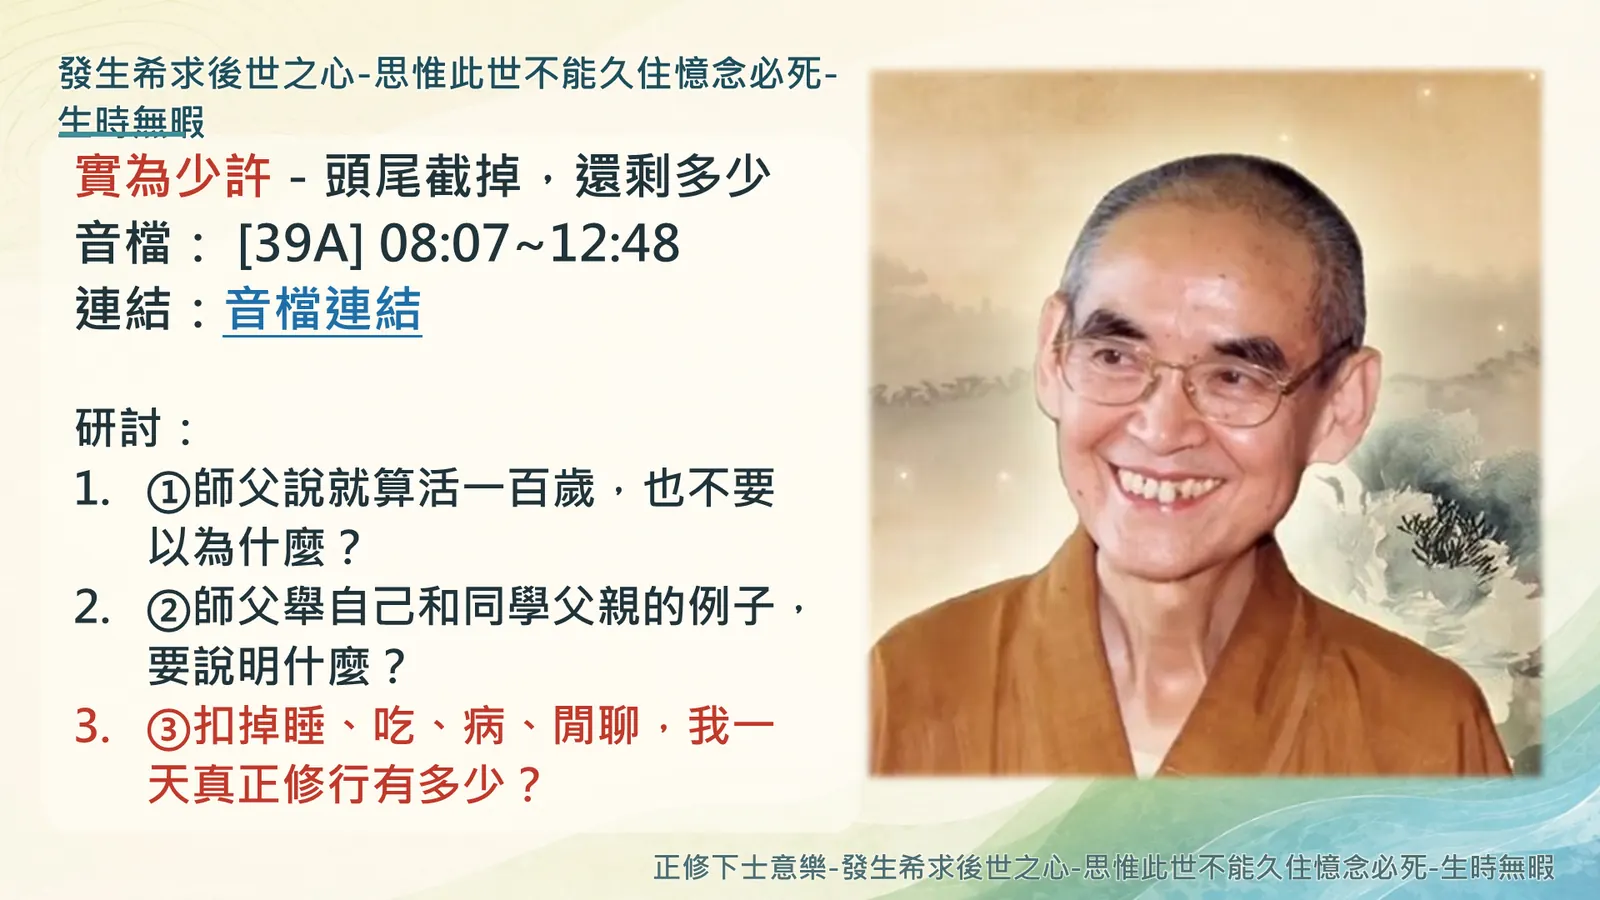 發生希求後世之心-思惟此世不能久住憶念必死-
生時無暇
實為少許 - 頭尾截掉，還剩多少
音檔： [39A] 08:07~12:48
連結：音檔連結
研討：
1. ①師父說就算活一百歲，也不要
以為什麼？
2. ②師父舉自己和同學父親的例子，
要說明什麼？
3. ③扣掉睡、吃、病、閒聊，我一
天真正修行有多少？
正修下士意樂-發生希求後世之心-思惟此世不能久住憶念必死-生時無暇